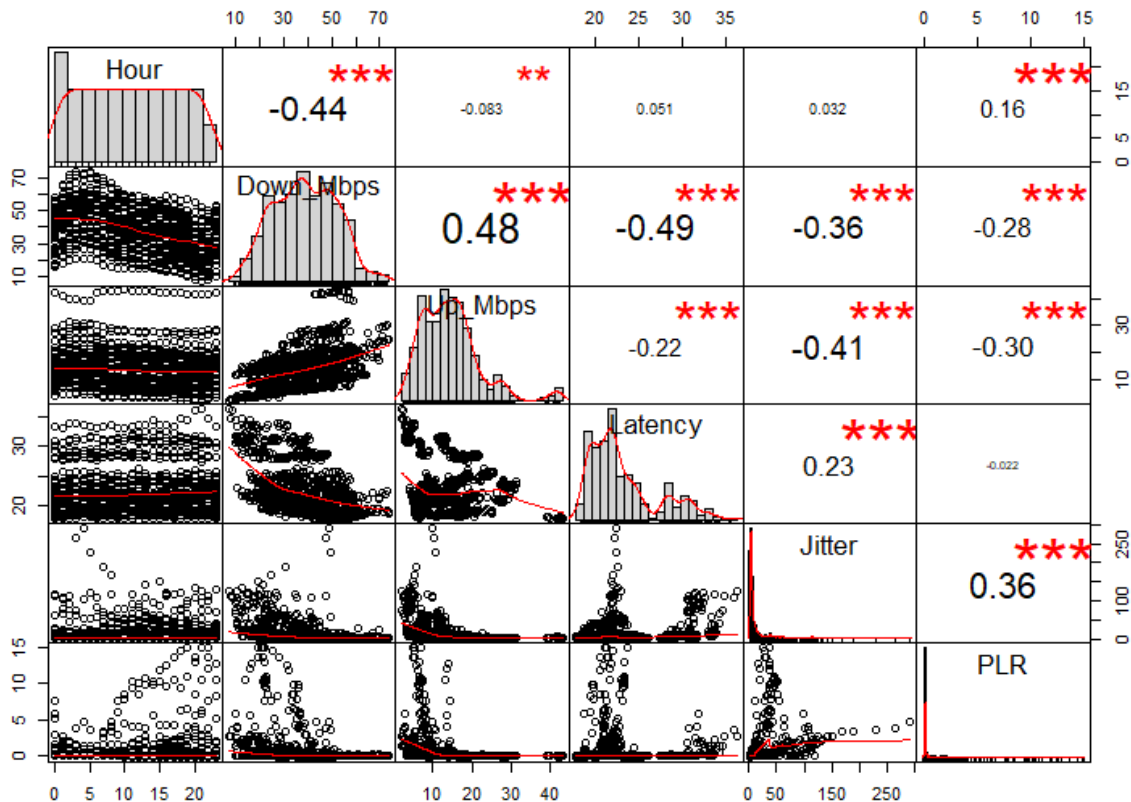 10 30 50 70 20 25 30 35 0 5 10 15
Hour *** ** ***
-0.44 -0.083 0.051 0.032 0.16
0 5 10 15
Down_Mbps *** *** *** ***
0.48 -0.49 -0.36 -0.28
10 30 50 70
Up_Mbps *** *** ***
-0.22 -0.41 -0.30
10 30
Latency ***
0.23 -0.022
20 30
Jitter ***
0.36
0 100 250
PLR
0 5 10 15
0 5 10 20 10 20 30 40 0 50 150 250